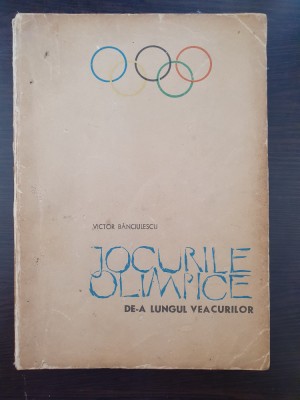 VICTOR BĂNCIULESCU
JOCURILE
OLIMPICE
DE-A LUNGUL VEACURILOR